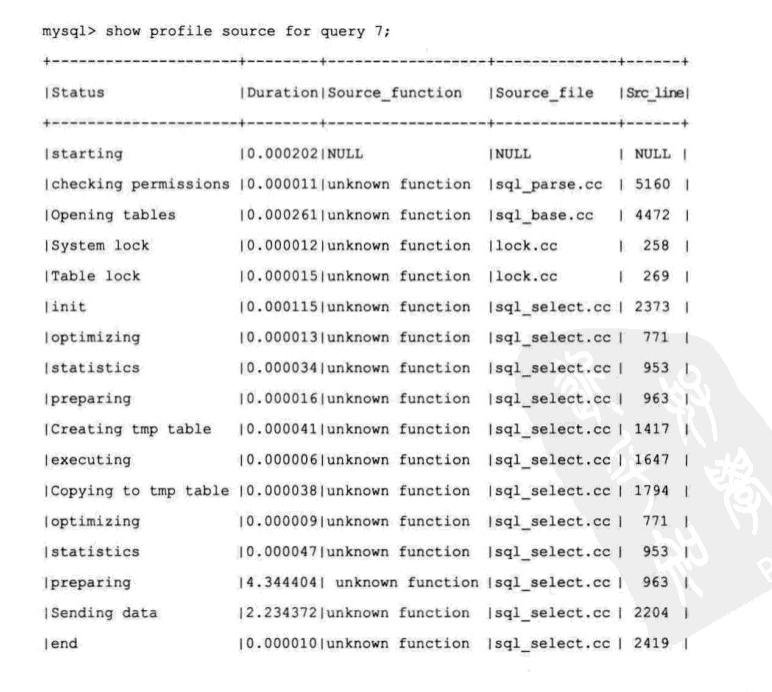 mysql> show profile source for query 7;
+---------------------+--------+------------------+--------------+------+
|Status |Duration|Source_function |Source_file |Src_line|
+---------------------+--------+------------------+--------------+------+
|starting |0.000202|NULL |NULL | NULL |
|checking permissions |0.000011|unknown function |sql_parse.cc | 5160 |
|Opening tables |0.000261|unknown function |sql_base.cc | 4472 |
|System lock |0.000012|unknown function |lock.cc | 258 |
|Table lock |0.000015|unknown function |lock.cc | 269 |
|init |0.000115|unknown function |sql_select.cc | 2373 |
|optimizing |0.000013|unknown function |sql_select.cc | 771 |
|statistics |0.000034|unknown function |sql_select.cc | 953 |
|preparing |0.000016|unknown function |sql_select.cc | 963 |
|Creating tmp table |0.000041|unknown function |sql_select.cc | 1417 |
|executing |0.000006|unknown function |sql_select.cc | 1647 |
|Copying to tmp table |0.000038|unknown function |sql_select.cc | 1794 |
|optimizing |0.000009|unknown function |sql_select.cc | 771 |
|statistics |0.000047|unknown function |sql_select.cc | 953 |
|preparing |4.344404| unknown function |sql_select.cc | 963 |
|Sending data |2.234372|unknown function |sql_select.cc | 2204 |
|end |0.000010|unknown function |sql_select.cc | 2419 |